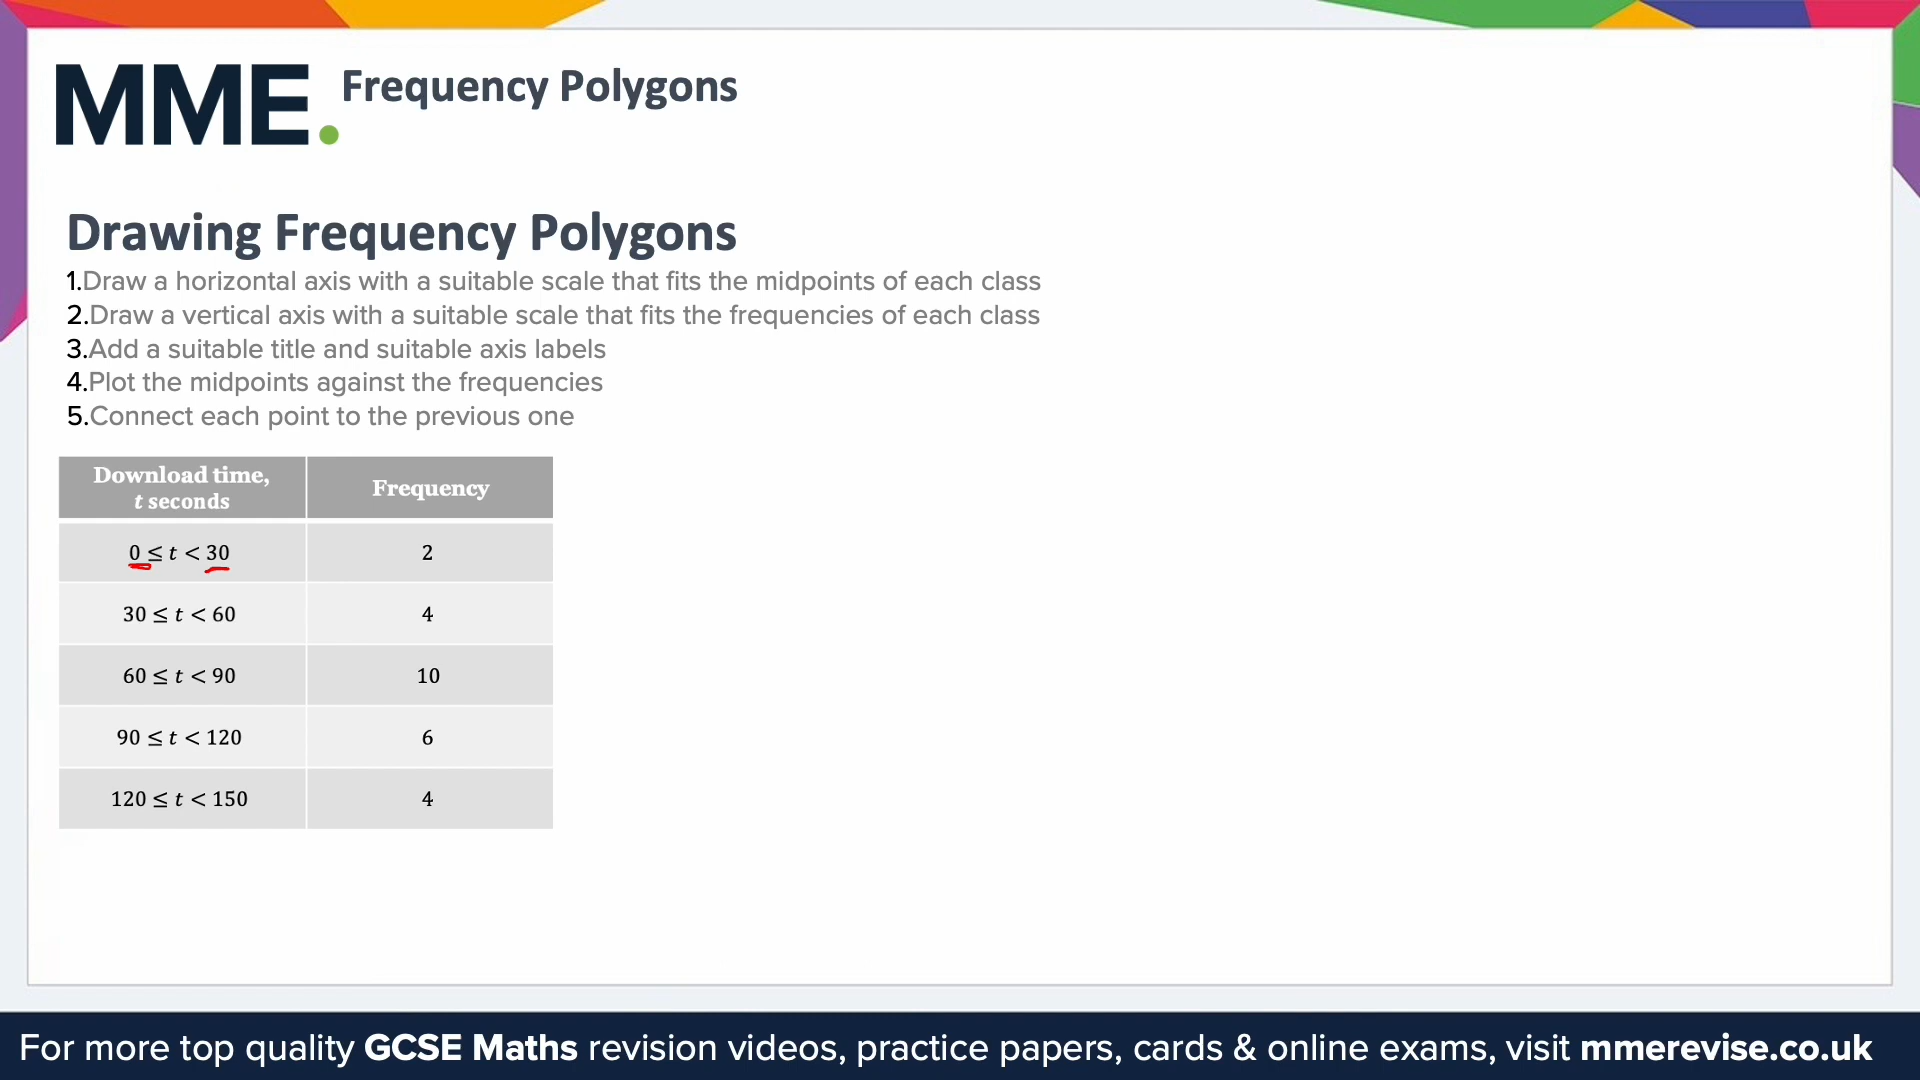 MME.
Frequency Polygons
Drawing Frequency Polygons
1.Draw a horizontal axis with a suitable scale that fits the midpoints of each class
2.Draw a vertical axis with a suitable scale that fits the frequencies of each class
3.Add a suitable title and suitable axis labels
4.Plot the midpoints against the frequencies
5.Connect each point to the previous one
Download time,
t seconds
Frequency
0 ≤ t < 30
2
30 ≤ t < 60
4
60 ≤ t < 90
10
90 ≤ t < 120
6
120 ≤ t < 150
4
For more top quality GCSE Maths revision videos, practice papers, cards & online exams, visit mmerevise.co.uk